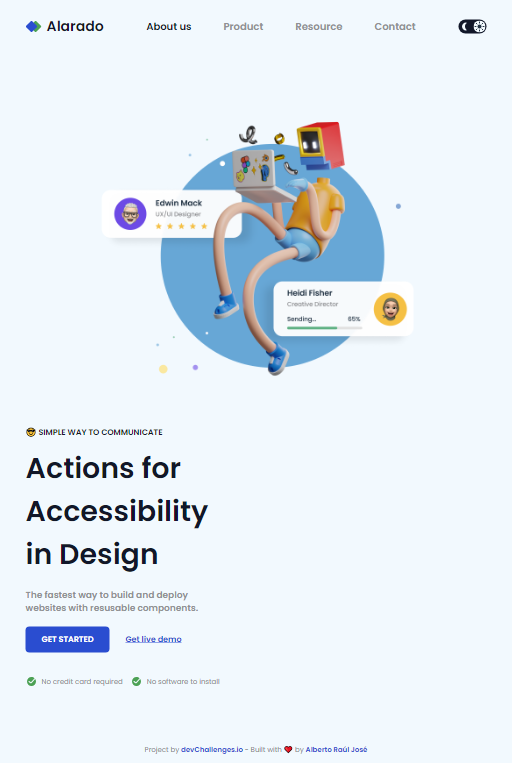 Alarado
About us
Product
Resource
Contact
Edwin Mack
UX/UI Designer
Heidi Fisher
Creative Director
Sending...
65%
SIMPLE WAY TO COMMUNICATE
Actions for
Accessibility
in Design
The fastest way to build and deploy
websites with resusable components.
GET STARTED
Get live demo
No credit card required
No software to install
Project by devChallenges.io - Built with ❤️ by Alberto Raúl José